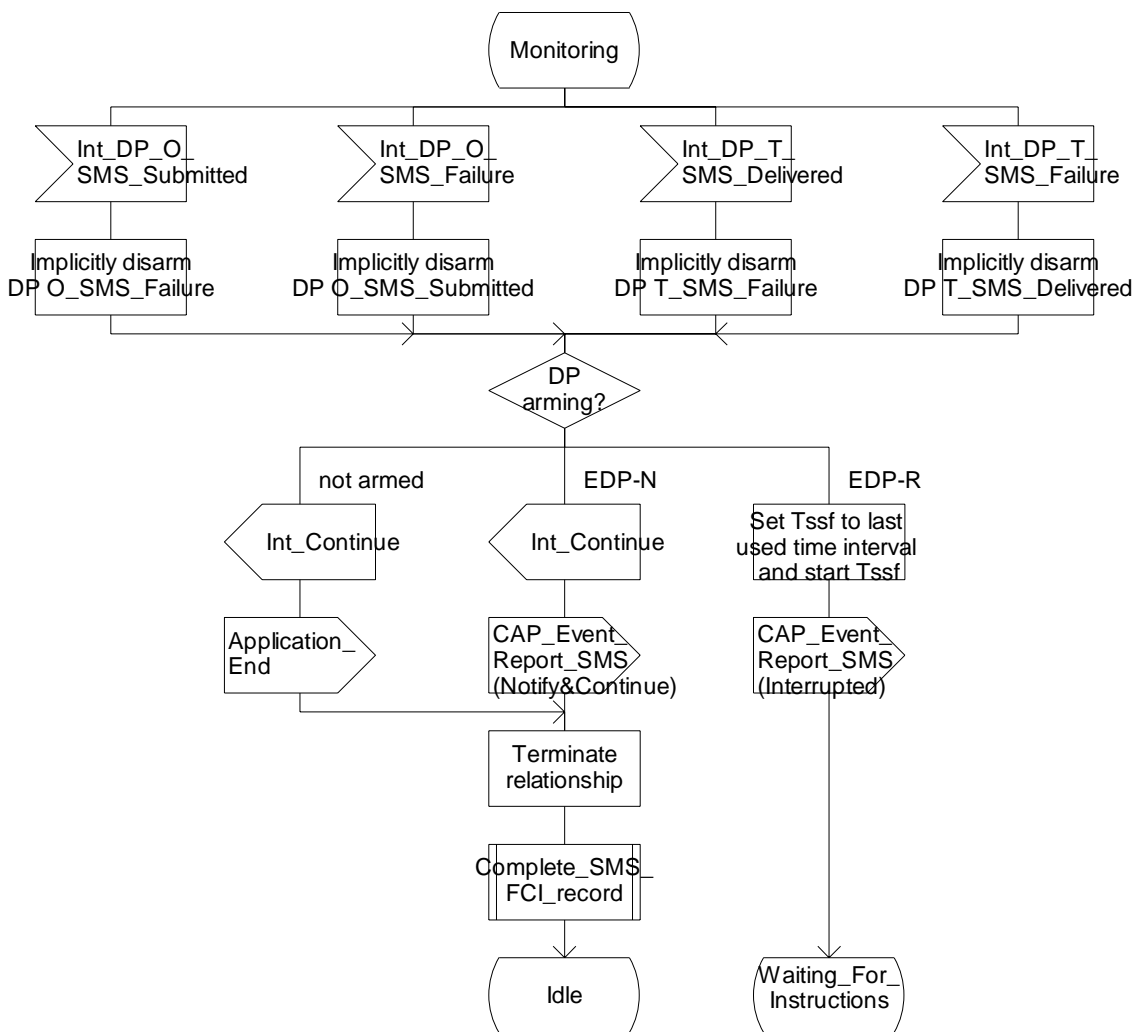 Monitoring
Int_DP_O_
SMS_Submitted
Int_DP_O_
SMS_Failure
Int_DP_T_
SMS_Delivered
Int_DP_T_
SMS_Failure
Implicitly disarm
DP O_SMS_Failure
Implicitly disarm
DP O_SMS_Submitted
Implicitly disarm
DP T_SMS_Failure
Implicitly disarm
DP T_SMS_Delivered
DP
arming?
not armed
EDP-N
EDP-R
Int_Continue
Int_Continue
Set Tssf to last
used time interval
and start Tssf
Application_
End
CAP_Event_
Report_SMS
(Notify&Continue)
CAP_Event_
Report_SMS
(Interrupted)
Terminate
relationship
Complete_SMS_
FCI_record
Idle
Waiting_For_
Instructions